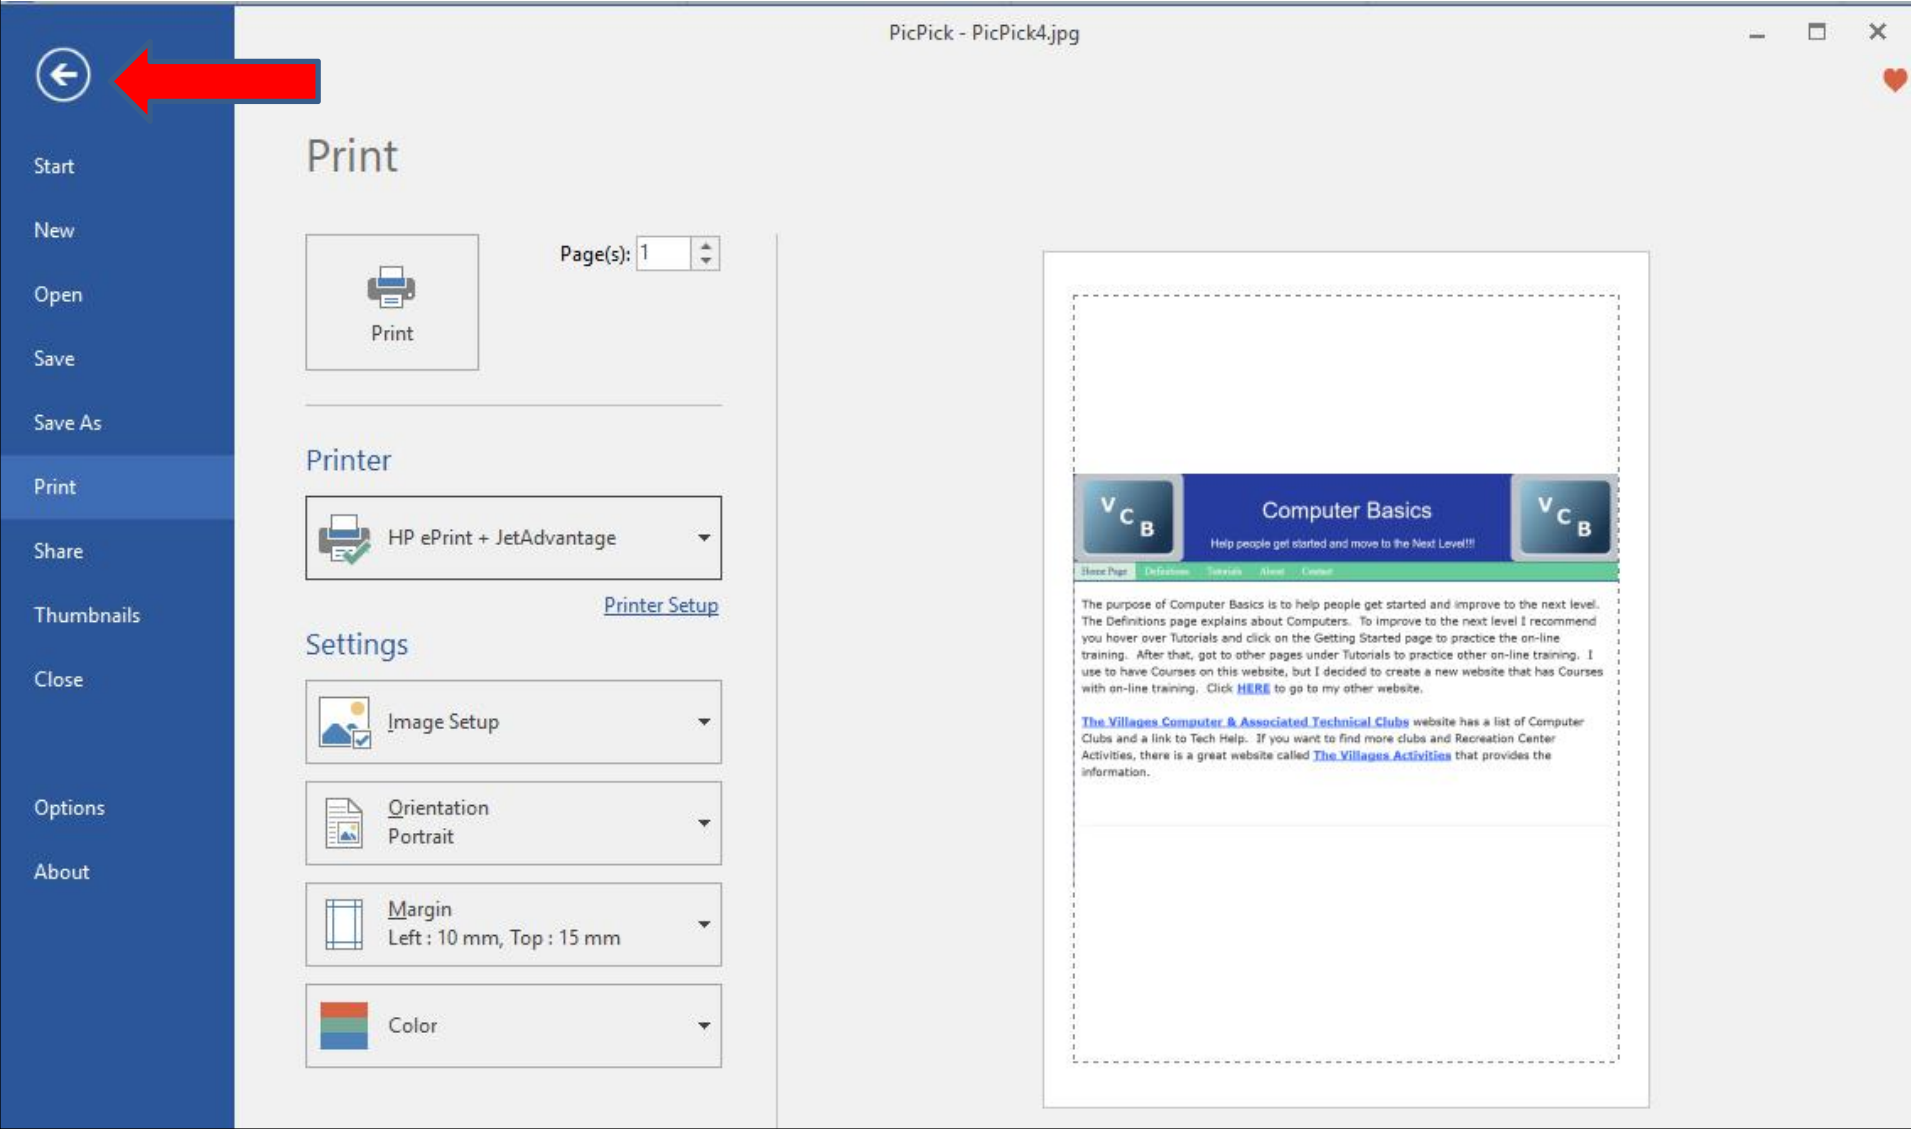 PicPick - PicPick4.jpg
Start
New
Open
Save
Save As
Print
Share
Thumbnails
Close
Options
About
Print
Print
Page(s): 1
Printer
HP ePrint + JetAdvantage
Printer Setup
Settings
Image Setup
Orientation
Portrait
Margin
Left : 10 mm, Top : 15 mm
Color
V C B
Computer Basics
Help people get started and move to the Next Level!!!
V C B
Home Page Definitions Tutorials About Contact
The purpose of Computer Basics is to help people get started and improve to the next level.
The Definitions page explains about Computers. To improve to the next level I recommend
you hover over Tutorials and click on the Getting Started page to practice the on-line
training. After that, got to other pages under Tutorials to practice other on-line training. I
use to have Courses on this website, but I decided to create a new website that has Courses
with on-line training. Click HERE to go to my other website.
The Villages Computer & Associated Technical Clubs website has a list of Computer
Clubs and a link to Tech Help. If you want to find more clubs and Recreation Center
Activities, there is a great website called The Villages Activities that provides the
information.